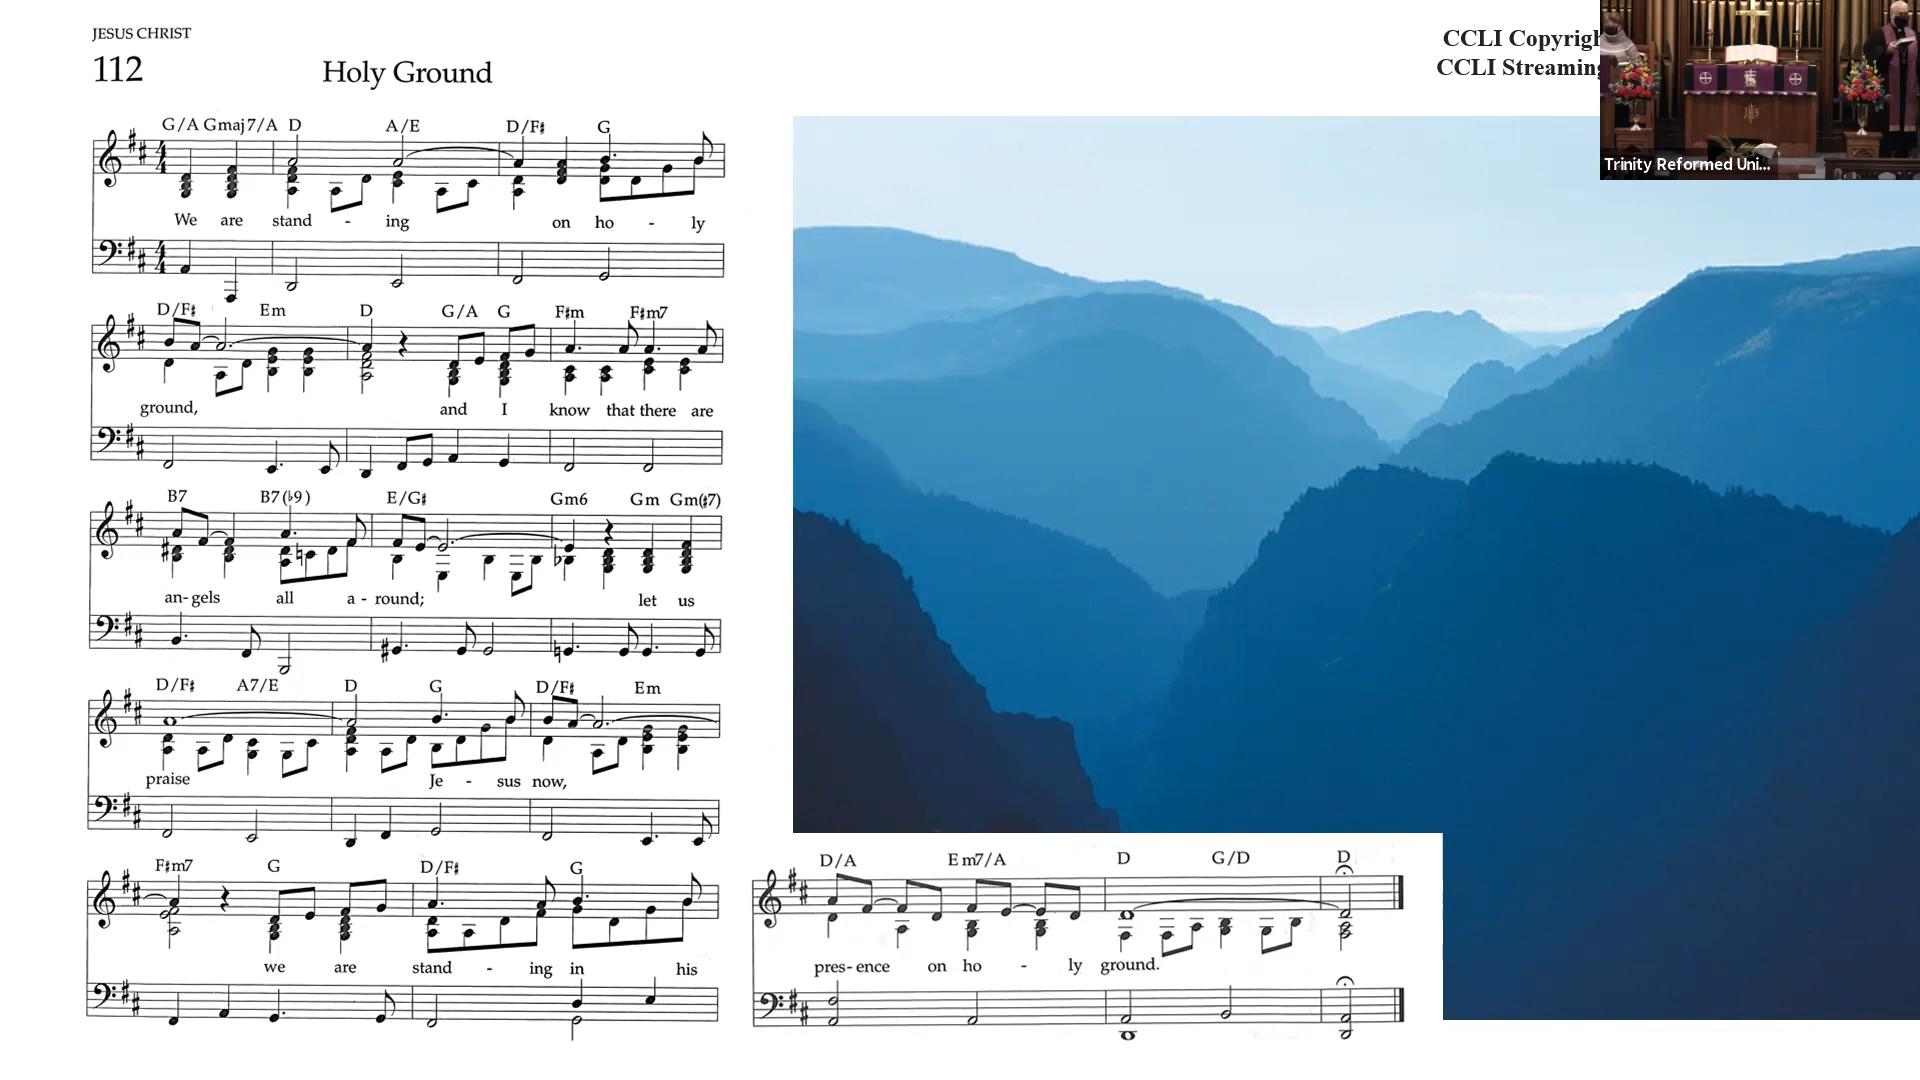 JESUS CHRIST
112 Holy Ground
CCLI Copyrigh
CCLI Streaming
Trinity Reformed Uni...
G/A Gmaj7/A D A/E D/F♯ G
We are stand - ing on ho - ly
D/F♯ Em D G/A G F♯m F♯m7
ground, and I know that there are
B7 B7(♭9) E/G♯ Gm6 Gm Gm(♯7)
an-gels all a - round; let us
D/F♯ A7/E D G D/F♯ Em
praise Je - sus now,
F♯m7 G D/F♯ G
we are stand - ing in his
D/A Em7/A D G/D D
pres-ence on ho - ly ground.